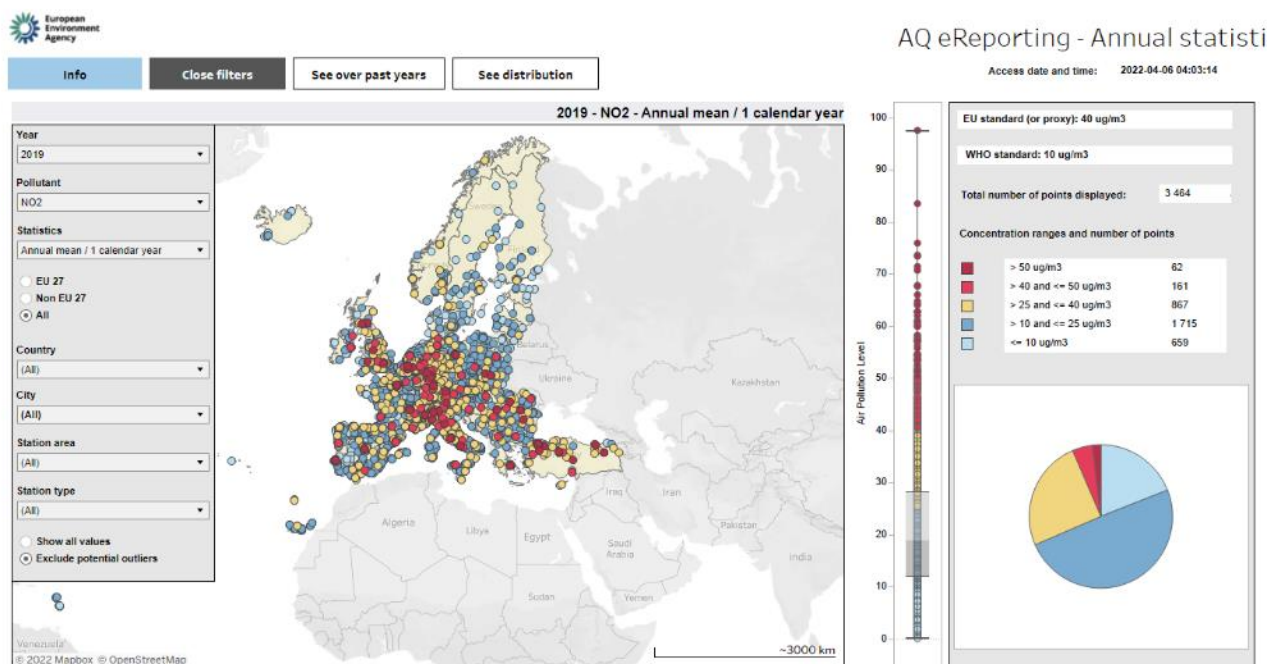 European
Environment
Agency
AQ eReporting - Annual statisti
Info
Close filters
See over past years
See distribution
Access date and time: 2022-04-06 04:03:14
2019 - NO2 - Annual mean / 1 calendar year
Year
2019
Pollutant
NO2
Statistics
Annual mean / 1 calendar year
EU 27
Non EU 27
All
Country
(All)
City
(All)
Station area
(All)
Station type
(All)
Show all values
Exclude potential outliers
Sweden
Belarus
Ukraine
Kazakhstan
Algeria
Libya
Egypt
Saudi
Arabia
Iraq
Iran
Pakistan
India
Sudan
Yemen
Venezuela
© 2022 Mapbox © OpenStreetMap
~3000 km
Air Pollution Level
100
90
80
70
60
50
40
30
20
10
0
EU standard (or proxy): 40 ug/m3
WHO standard: 10 ug/m3
Total number of points displayed: 3 464
Concentration ranges and number of points
> 50 ug/m3 62
> 40 and <= 50 ug/m3 161
> 25 and <= 40 ug/m3 867
> 10 and <= 25 ug/m3 1 715
<= 10 ug/m3 659